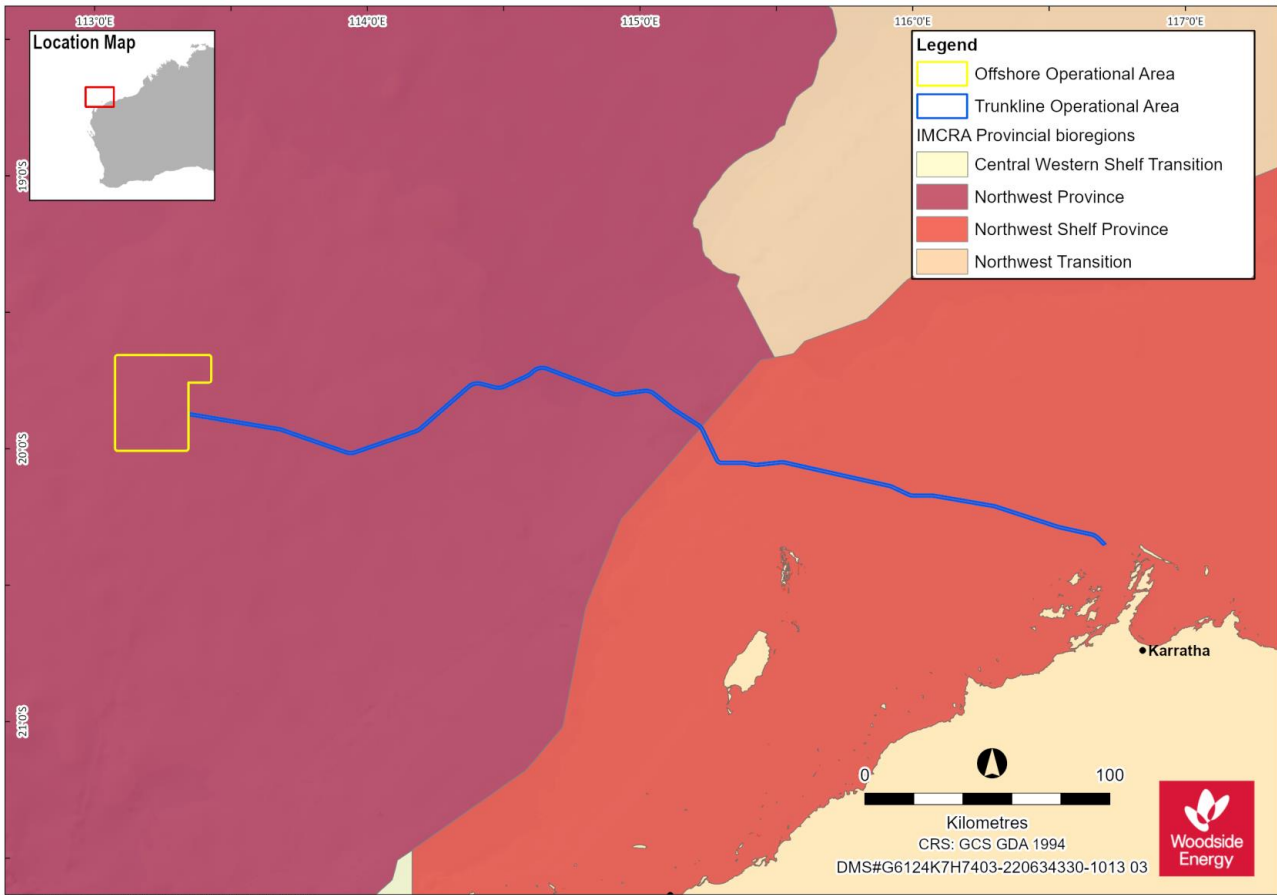 113°0'E
114°0'E
115°0'E
116°0'E
117°0'E
Location Map
Legend
Offshore Operational Area
Trunkline Operational Area
IMCRA Provincial bioregions
Central Western Shelf Transition
Northwest Province
Northwest Shelf Province
Northwest Transition
19°0'S
20°0'S
21°0'S
Karratha
0 100
Kilometres
CRS: GCS GDA 1994
DMS#G6124K7H7403-220634330-1013 03
Woodside
Energy